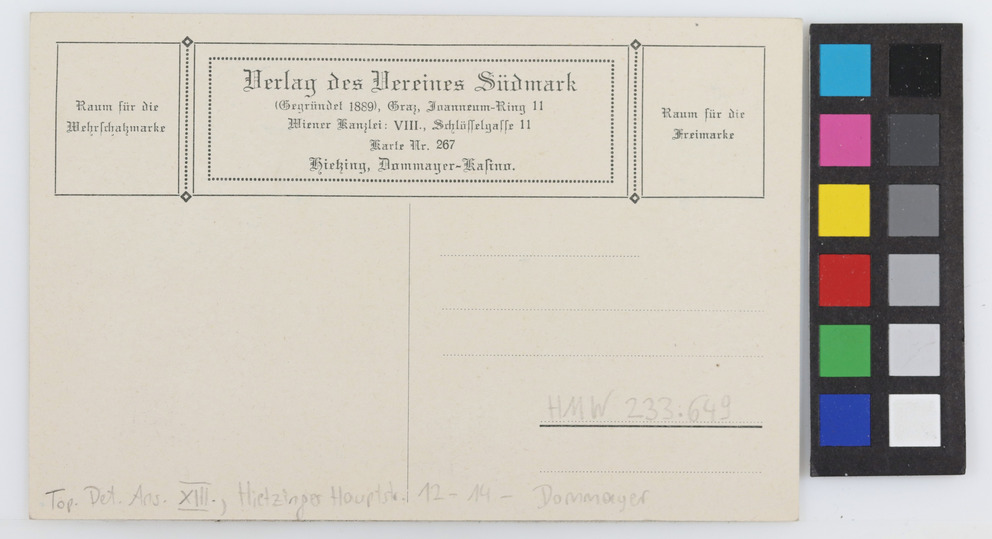 Raum für die
Wehrschatzmarke
Verlag des Vereines Südmark
(Gegründet 1889), Graz, Joanneum-Ring 11
Wiener Kanzlei: VIII., Schlösselgasse 11
Karte Nr. 267
Hietzing, Dommayer-Kasino.
Raum für die
Freimarke
HMW 233.649
Top. Det. Ans. XIII., Hietzinger Hauptstr. 12-14 - Dommayer